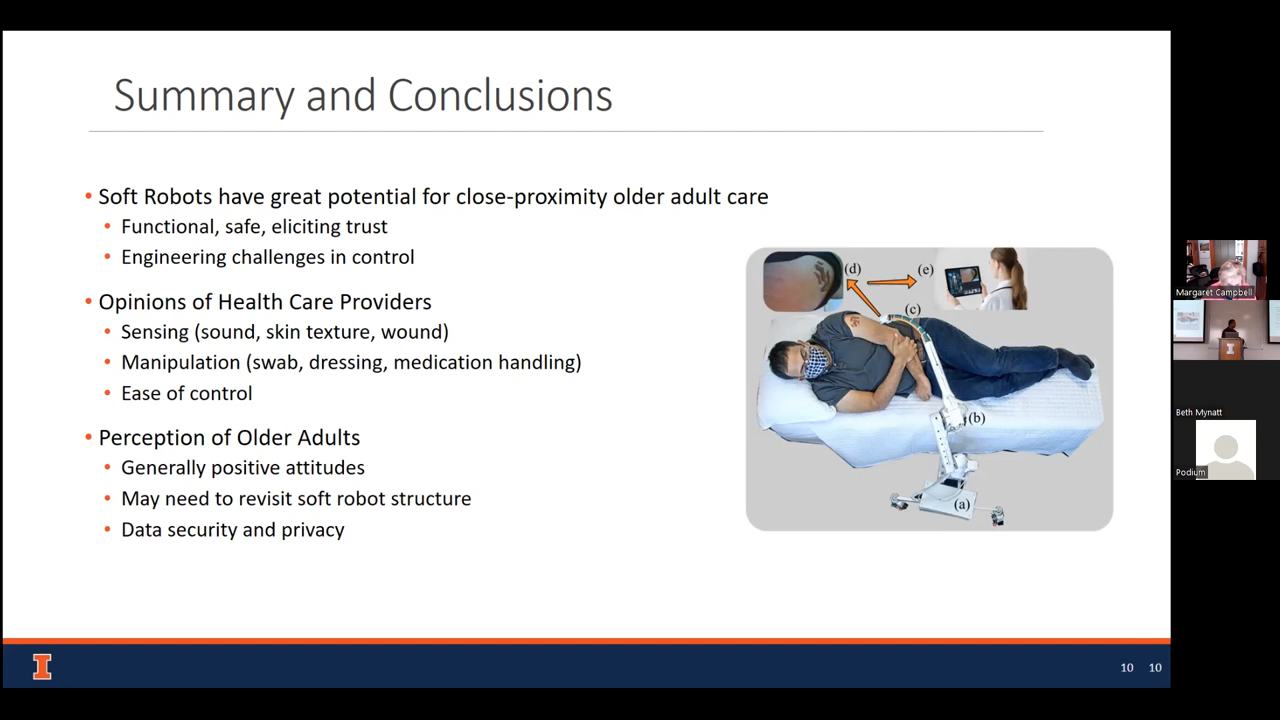 Summary and Conclusions
• Soft Robots have great potential for close-proximity older adult care
• Functional, safe, eliciting trust
• Engineering challenges in control
• Opinions of Health Care Providers
• Sensing (sound, skin texture, wound)
• Manipulation (swab, dressing, medication handling)
• Ease of control
• Perception of Older Adults
• Generally positive attitudes
• May need to revisit soft robot structure
• Data security and privacy
(d)
(e)
(c)
(b)
(a)
I
10 10
Margaret Campbell
I
Beth Mynatt
Podium